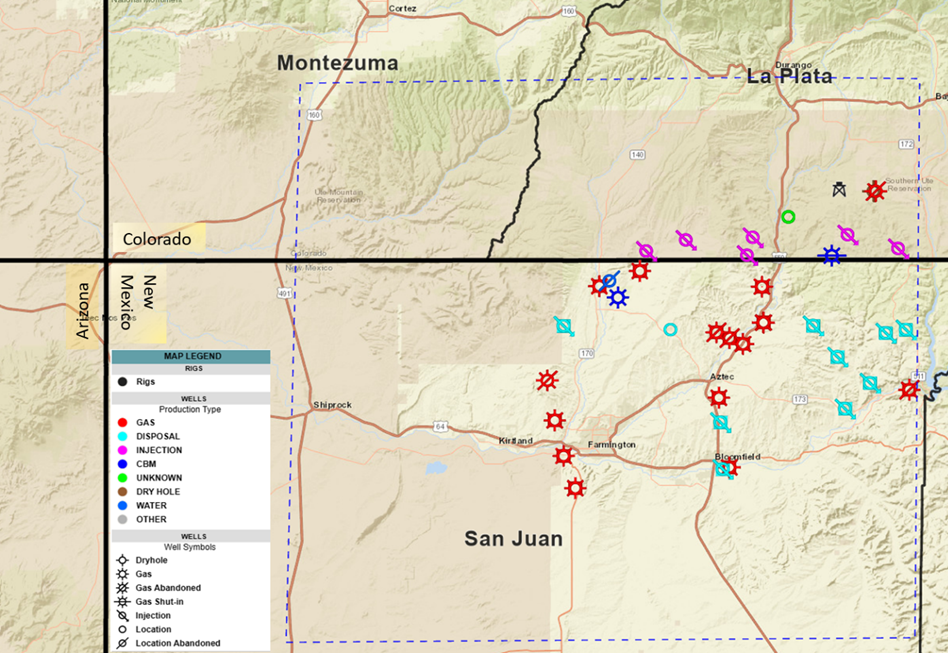 National Monument
Cortez
160
Montezuma
Durango
La Plata
160
140
172
Ute Mountain
Reservation
Southern Ute
Reservation
Colorado
Colorado
New Mexico
Arizona
New
Mexico
491
170
Aztec
173
Shiprock
64
Kirtland
Farmington
Bloomfield
San Juan
MAP LEGEND
RIGS
Rigs
WELLS
Production Type
GAS
DISPOSAL
INJECTION
CBM
UNKNOWN
DRY HOLE
WATER
OTHER
WELLS
Well Symbols
Dryhole
Gas
Gas Abandoned
Gas Shut-in
Injection
Location
Location Abandoned